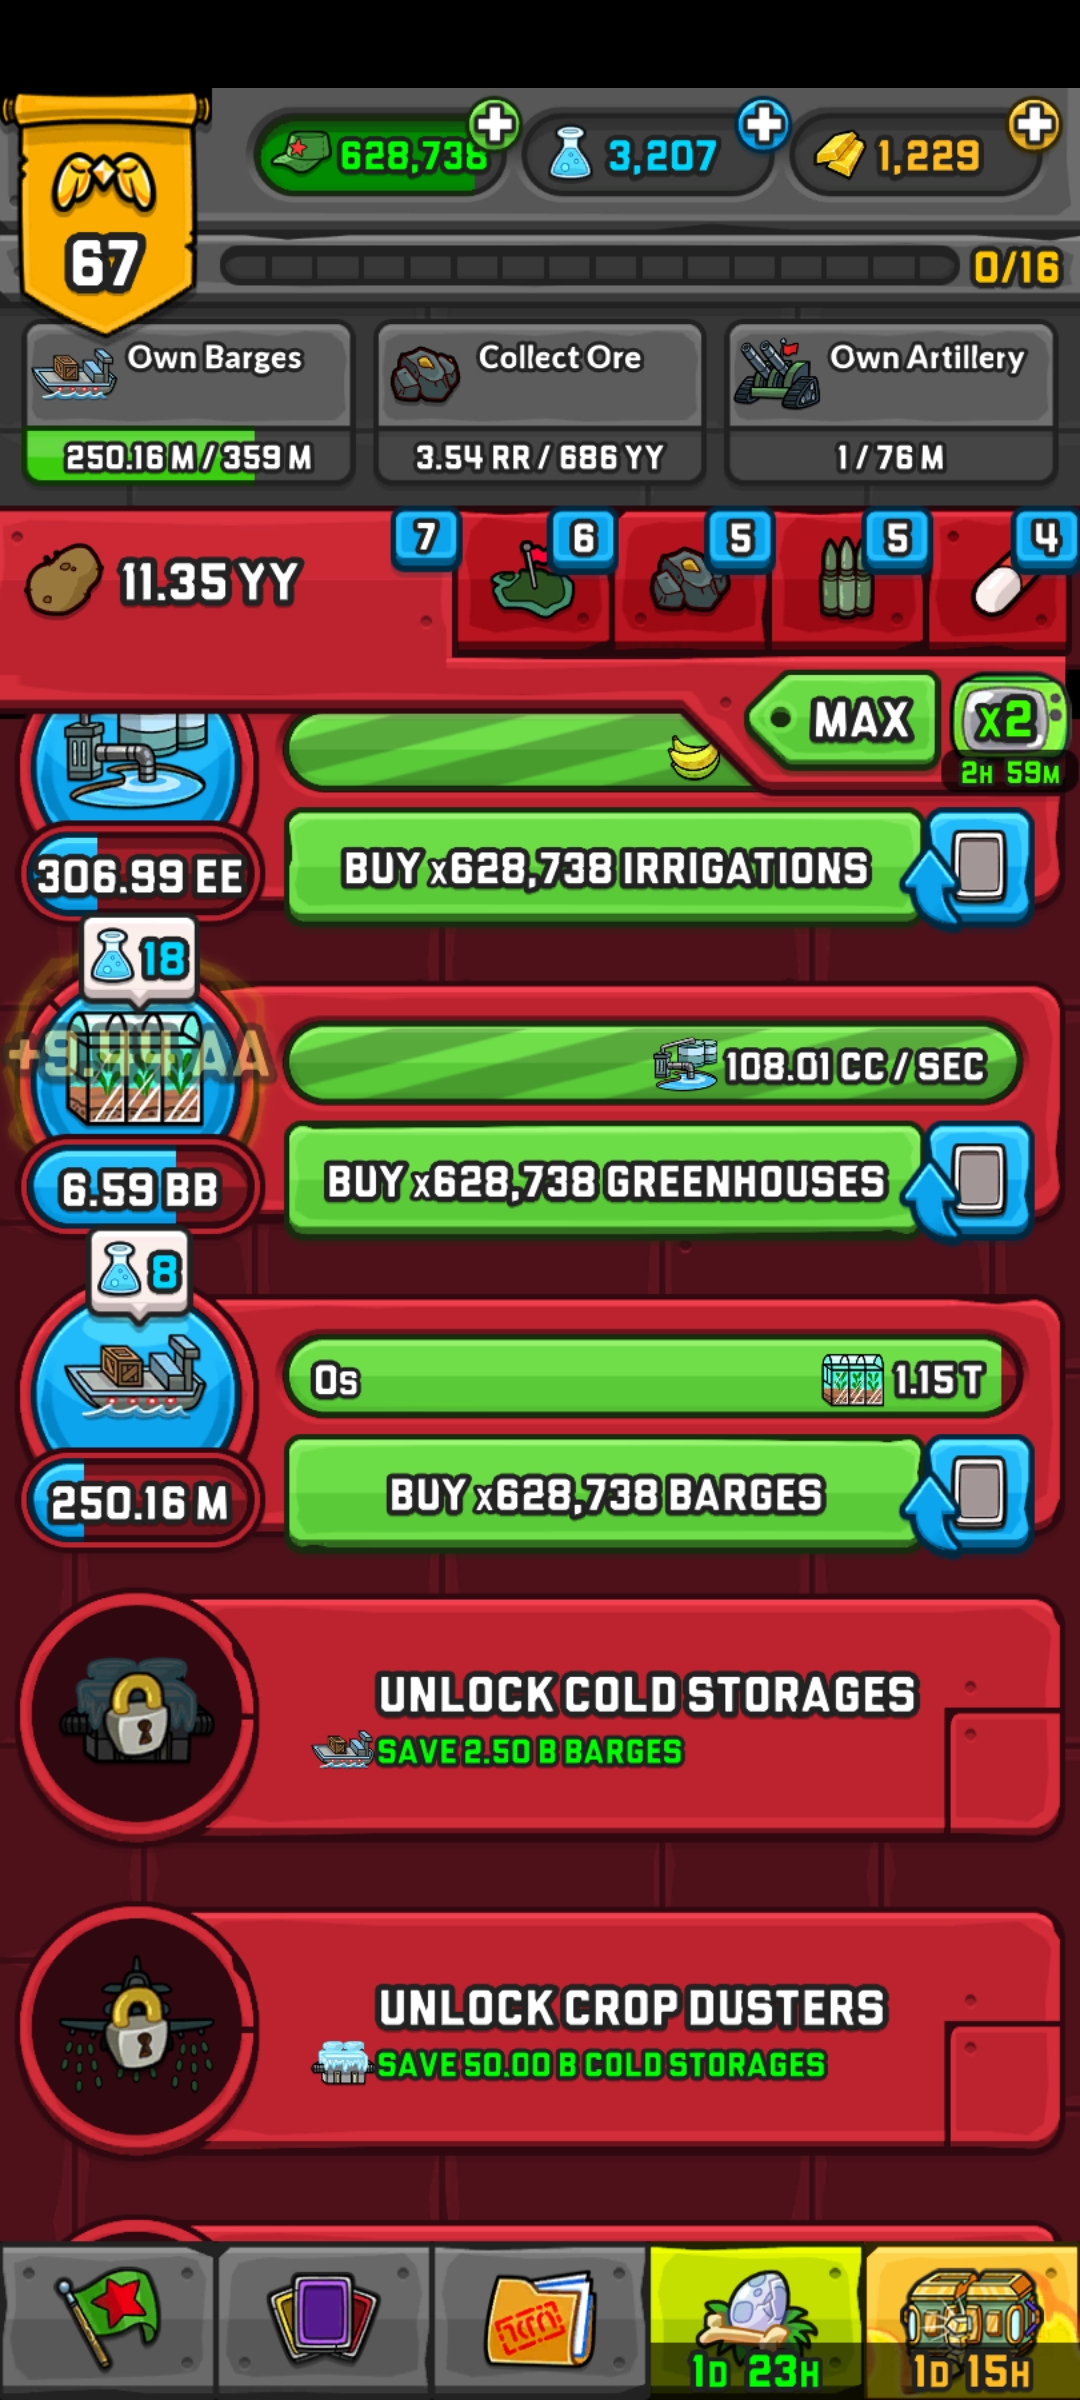 628,738
3,207
1,229
67
0/16
Own Barges
250.16 M / 359 M
Collect Ore
3.54 RR / 686 YY
Own Artillery
1 / 76 M
11.35 YY
7
6
5
5
4
MAX
x2
2H 59M
306.99 EE
BUY x628,738 IRRIGATIONS
18
108.01 CC / SEC
6.59 BB
BUY x628,738 GREENHOUSES
8
0s
1.15 T
250.16 M
BUY x628,738 BARGES
UNLOCK COLD STORAGES
SAVE 2.50 B BARGES
UNLOCK CROP DUSTERS
SAVE 50.00 B COLD STORAGES
1D 23H
1D 15H